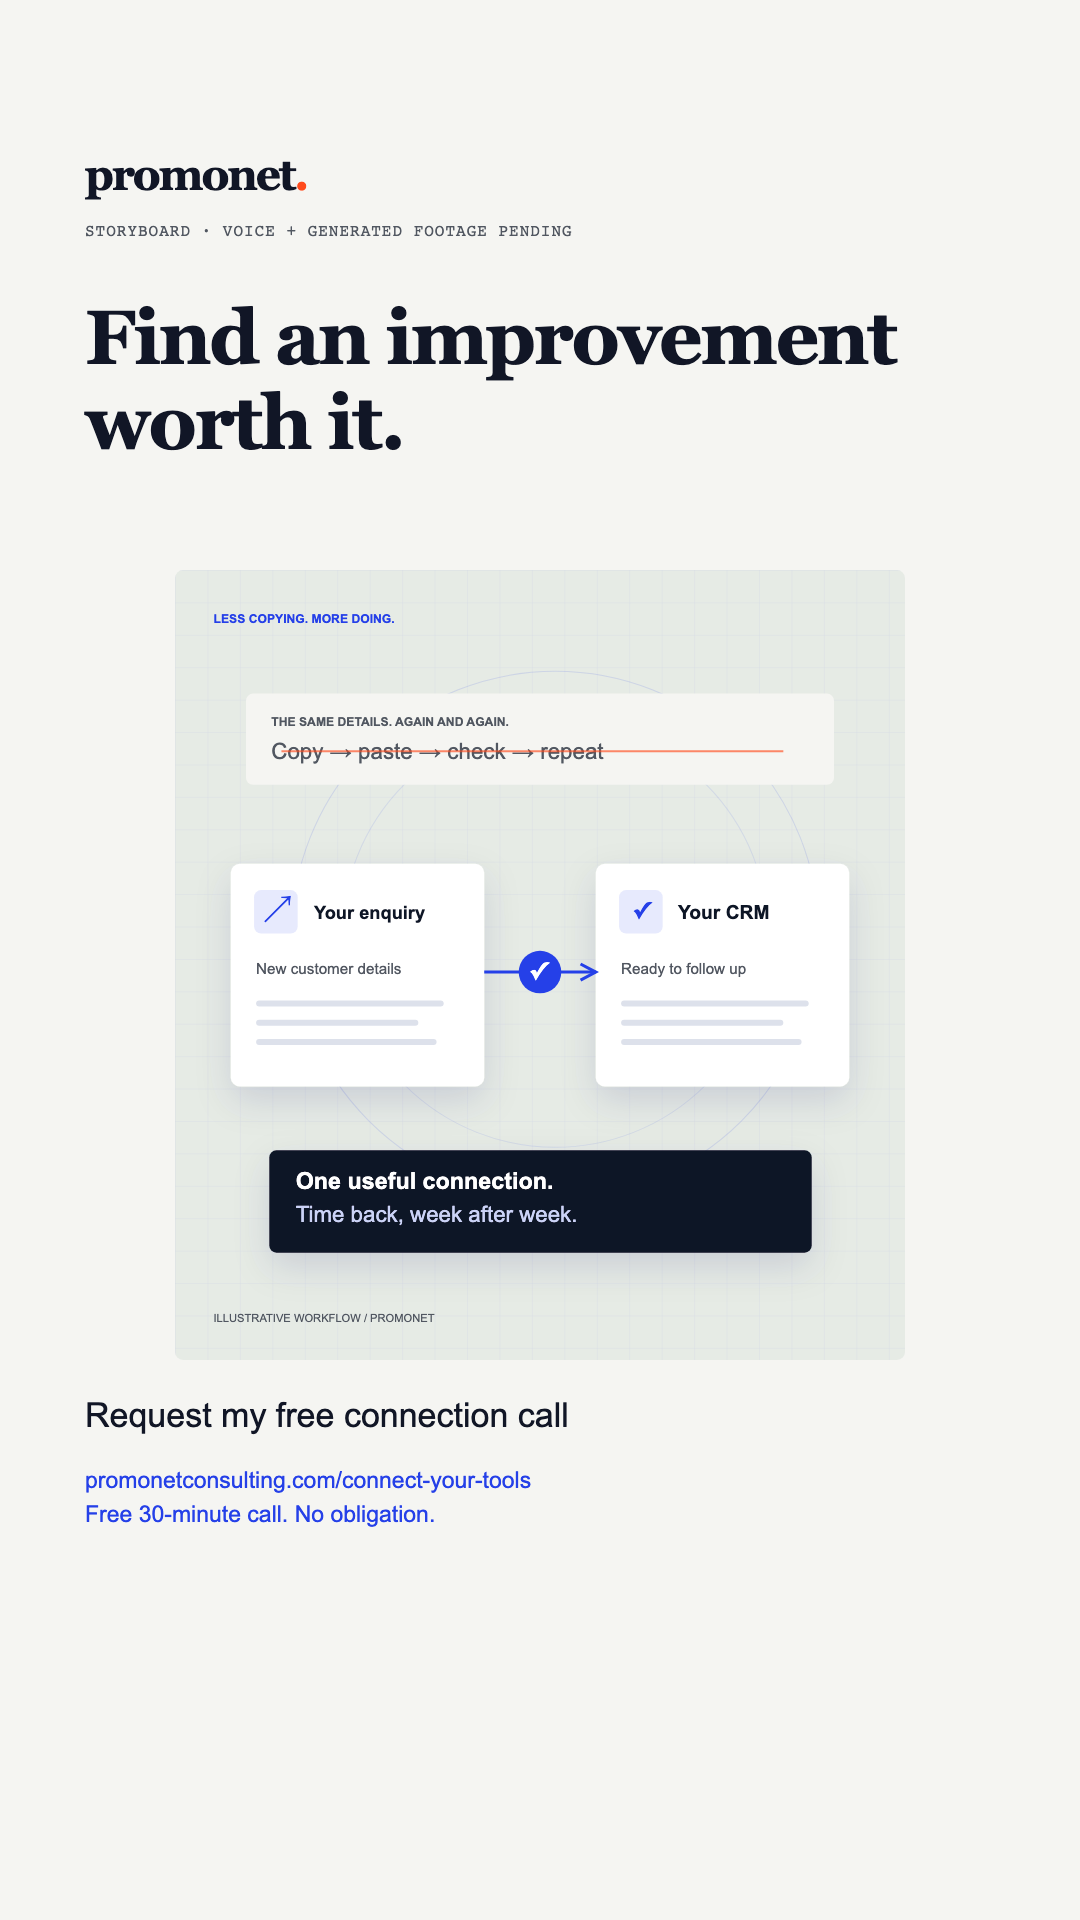 promonet.
STORYBOARD · VOICE + GENERATED FOOTAGE PENDING
Find an improvement
worth it.
LESS COPYING. MORE DOING.
THE SAME DETAILS. AGAIN AND AGAIN.
Copy → paste → check → repeat
Your enquiry
New customer details
Your CRM
Ready to follow up
One useful connection.
Time back, week after week.
ILLUSTRATIVE WORKFLOW / PROMONET
Request my free connection call
promonetconsulting.com/connect-your-tools
Free 30-minute call. No obligation.